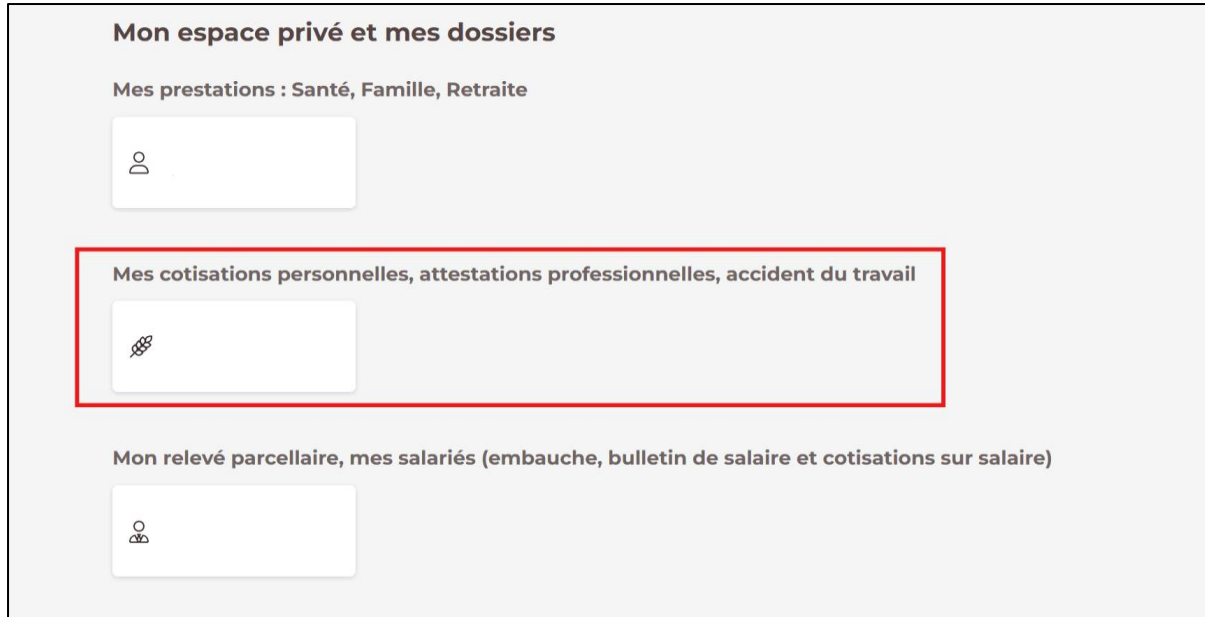 Mon espace privé et mes dossiers
Mes prestations : Santé, Famille, Retraite
Mes cotisations personnelles, attestations professionnelles, accident du travail
Mon relevé parcellaire, mes salariés (embauche, bulletin de salaire et cotisations sur salaire)